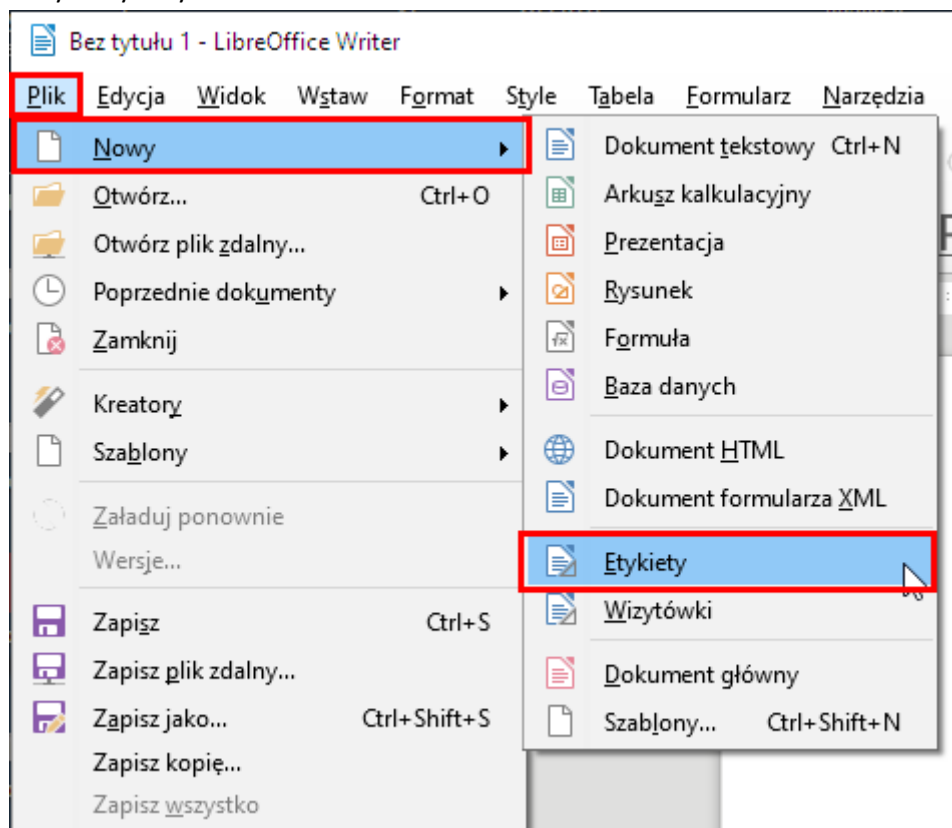 Bez tytułu 1 - LibreOffice Writer
Plik Edycja Widok Wstaw Format Style Tabela Formularz Narzędzia
Nowy
Otwórz... Ctrl+O
Otwórz plik zdalny...
Poprzednie dokumenty
Zamknij
Kreatory
Szablony
Załaduj ponownie
Wersje...
Zapisz Ctrl+S
Zapisz plik zdalny...
Zapisz jako... Ctrl+Shift+S
Zapisz kopię...
Zapisz wszystko
Dokument tekstowy Ctrl+N
Arkusz kalkulacyjny
Prezentacja
Rysunek
Formuła
Baza danych
Dokument HTML
Dokument formularza XML
Etykiety
Wizytówki
Dokument główny
Szablony... Ctrl+Shift+N